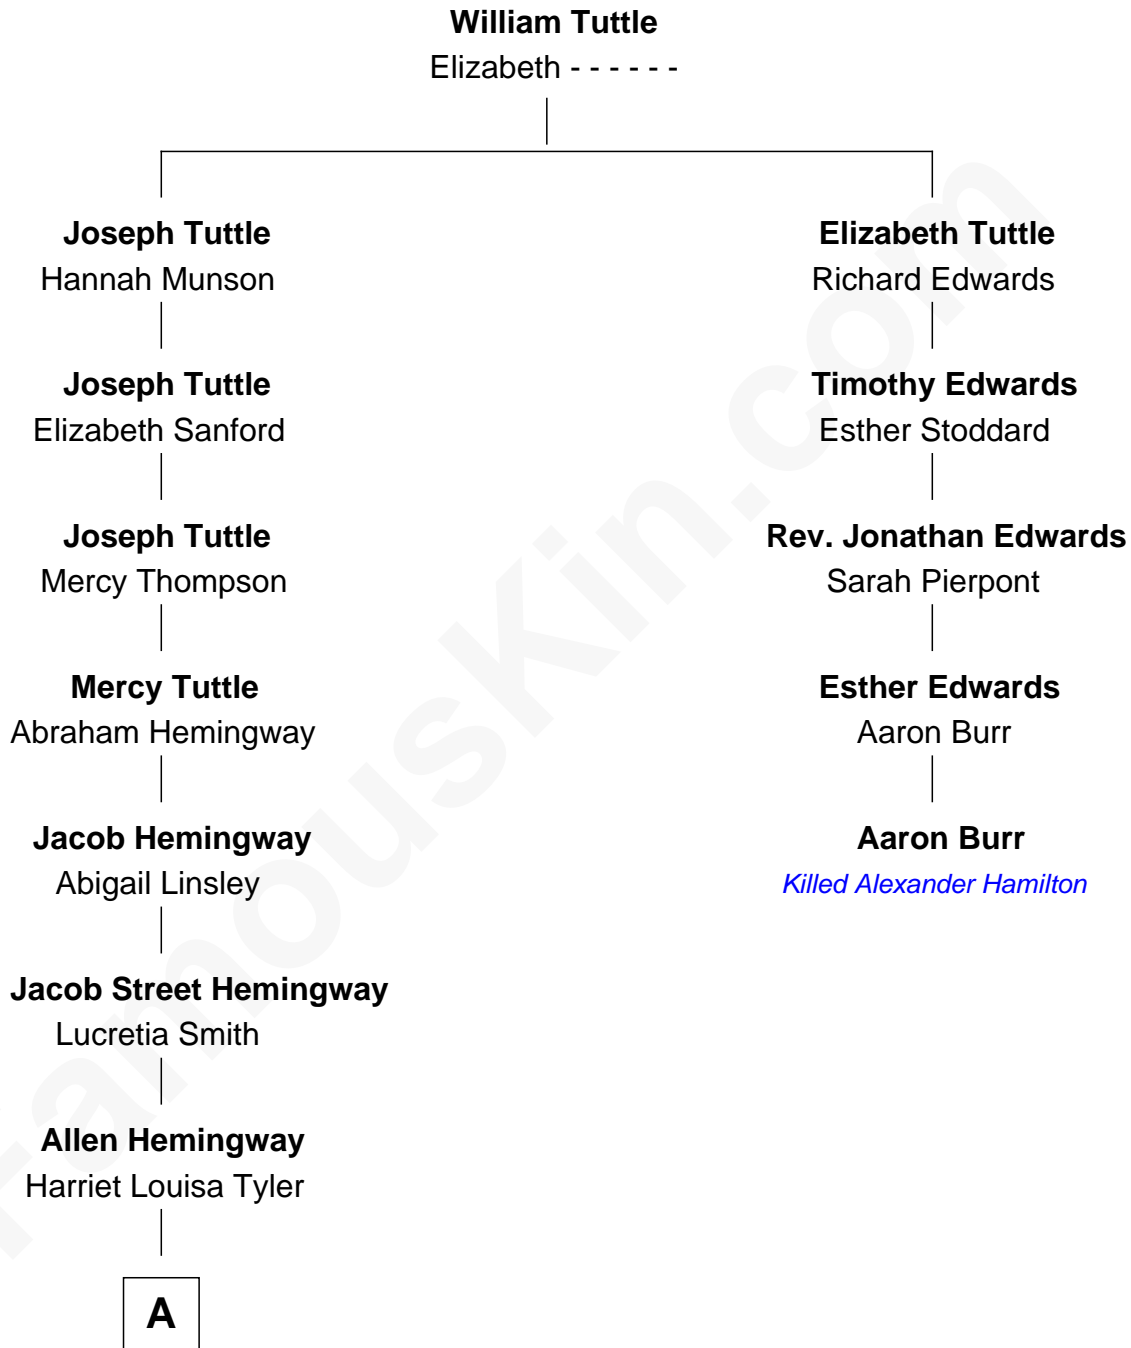 William Tuttle
Elizabeth - - - - - -
Joseph Tuttle
Hannah Munson
Elizabeth Tuttle
Richard Edwards
Joseph Tuttle
Elizabeth Sanford
Timothy Edwards
Esther Stoddard
Joseph Tuttle
Mercy Thompson
Rev. Jonathan Edwards
Sarah Pierpont
Mercy Tuttle
Abraham Hemingway
Esther Edwards
Aaron Burr
Jacob Hemingway
Abigail Linsley
Aaron Burr
Killed Alexander Hamilton
Jacob Street Hemingway
Lucretia Smith
Allen Hemingway
Harriet Louisa Tyler
A
FamousKin.com